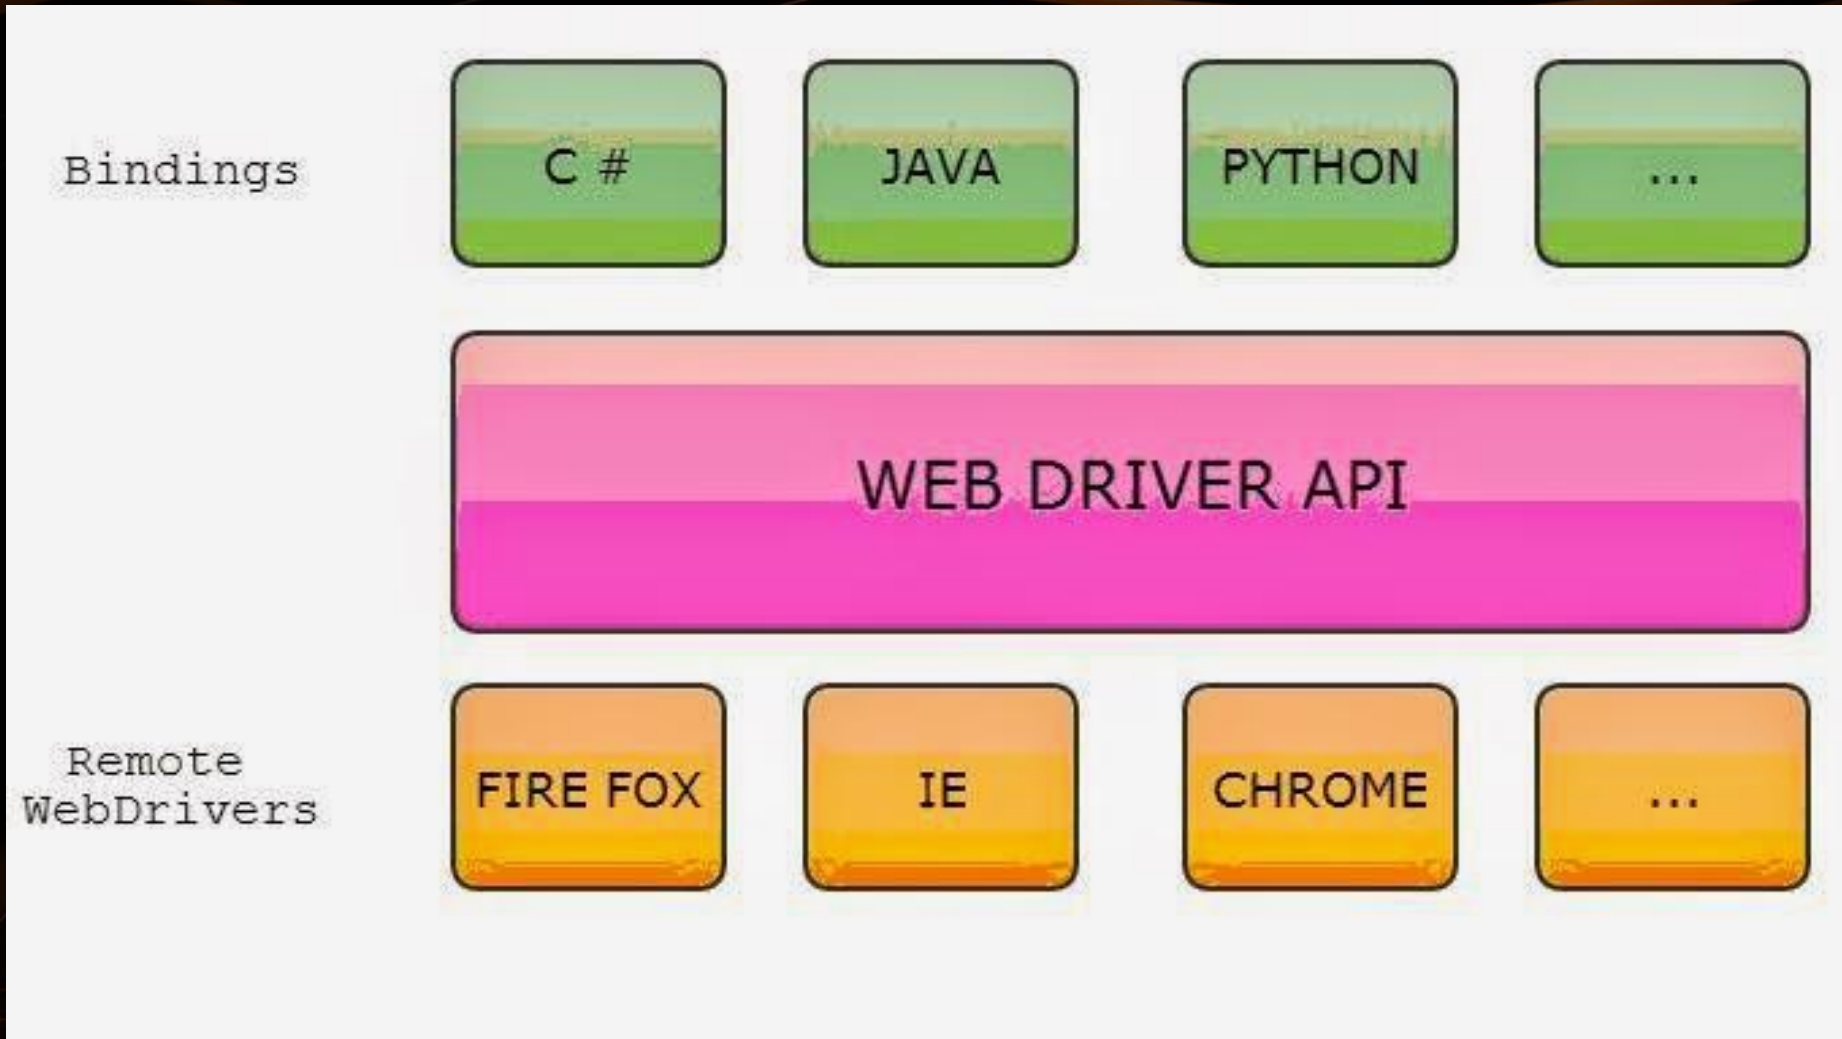 Bindings
C #
JAVA
PYTHON
...
WEB DRIVER API
Remote
WebDrivers
FIRE FOX
IE
CHROME
...